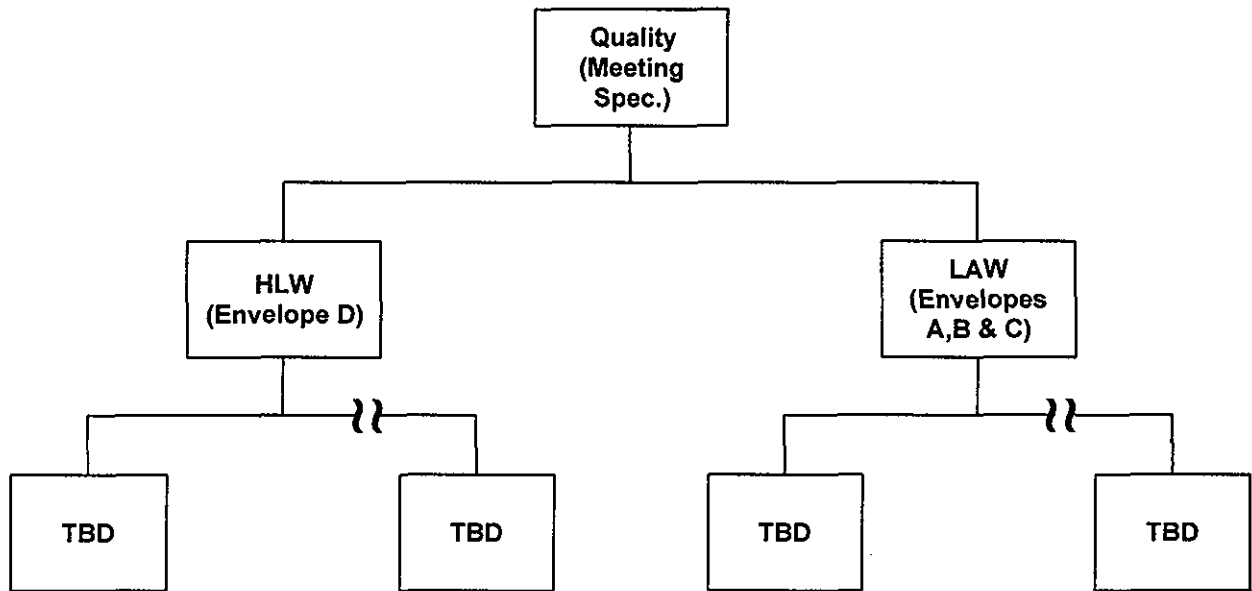 Quality
(Meeting
Spec.)
HLW
(Envelope D)
LAW
(Envelopes
A,B & C)
TBD
TBD
TBD
TBD